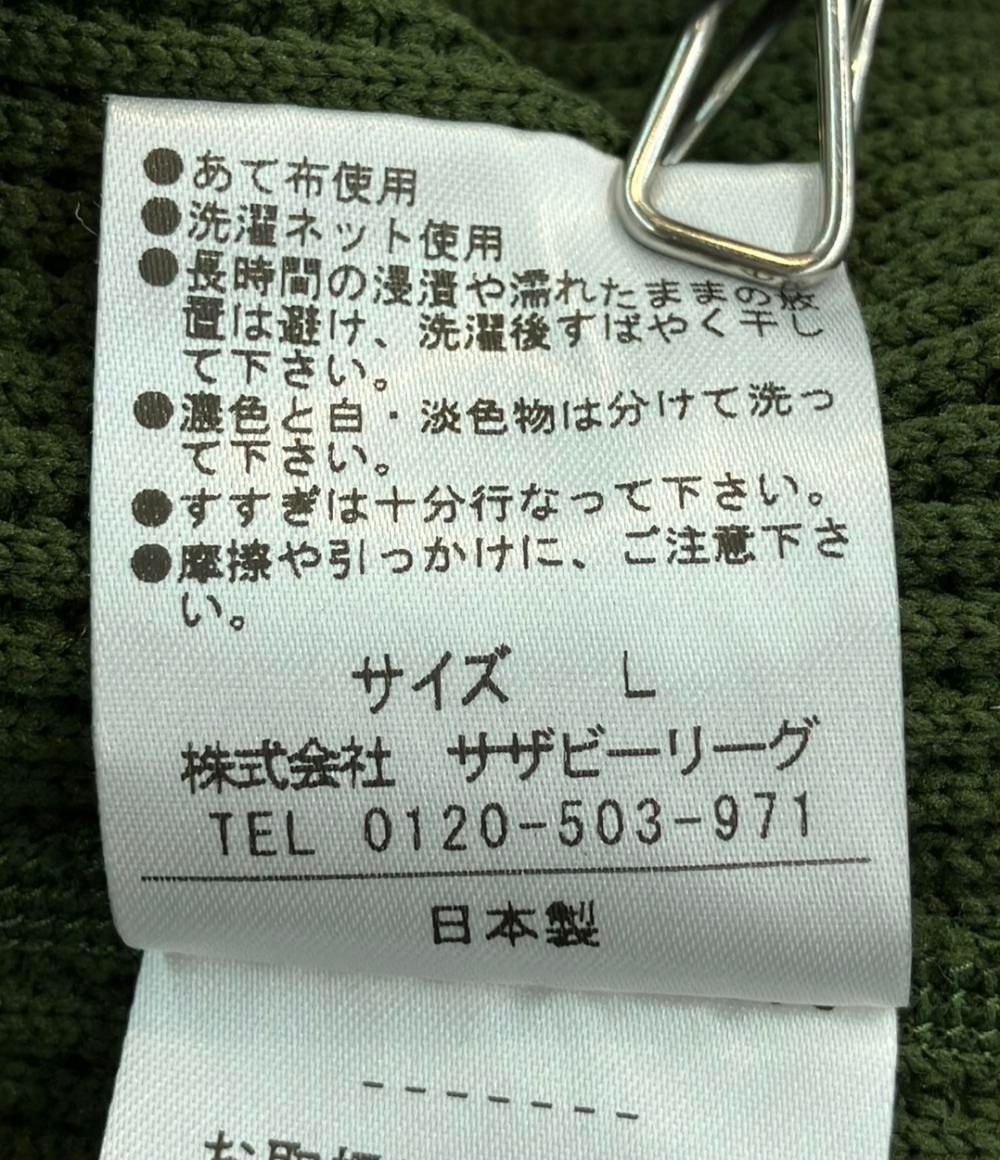 ●あて布使用
●洗濯ネット使用
●長時間の浸漬や濡れたままの放
置は避け、洗濯後すばやく干し
て下さい。
●濃色と白・淡色物は分けて洗っ
て下さい。
●すすぎは十分行なって下さい。
●摩擦や引っかけに、ご注意下さ
い。
サイズ L
株式会社 サザビーリーグ
TEL 0120-503-971
日本製
お取扱